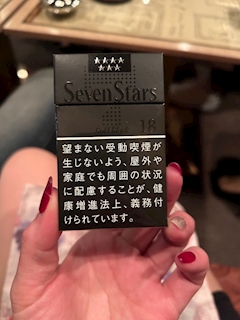 SevenStars
18
望まない受動喫煙が
生じないよう、屋外や
家庭でも周囲の状況
に配慮することが、健
康増進法上、義務付
けられています。